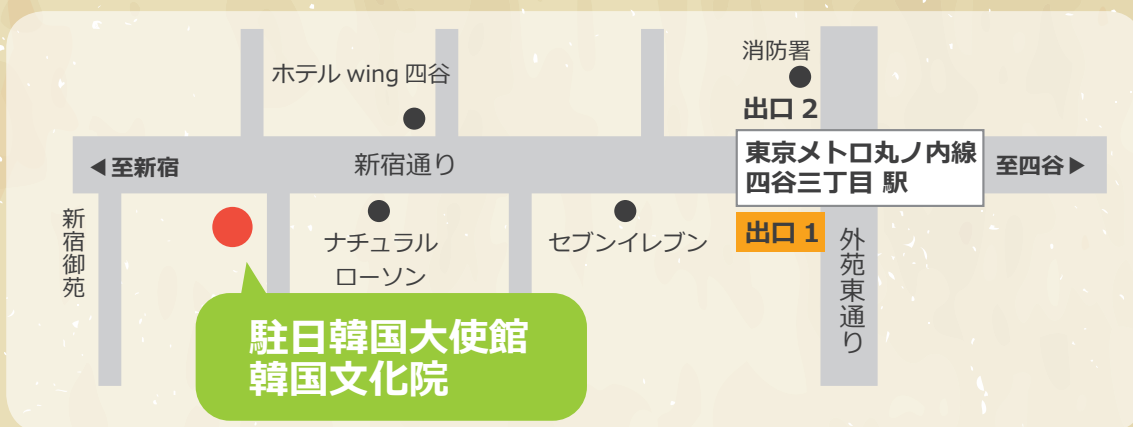 消防署
ホテル wing 四谷
出口 2
◀至新宿
新宿通り
東京メトロ丸ノ内線
四谷三丁目 駅
至四谷▶
新宿御苑
ナチュラル
ローソン
セブンイレブン
出口 1
外苑東通り
駐日韓国大使館
韓国文化院